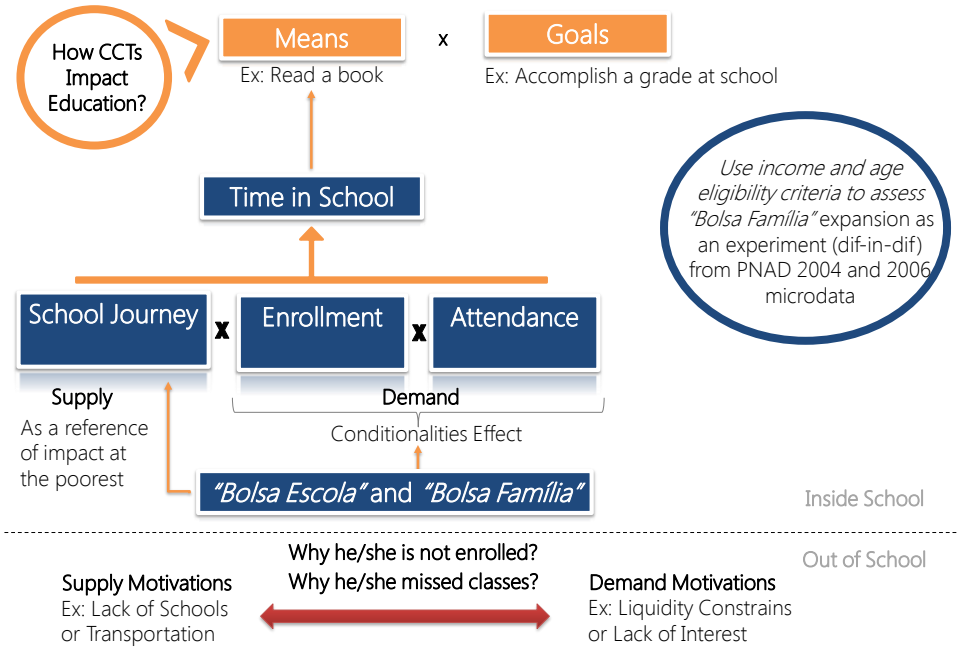 How CCTs
Impact
Education?
Means
x
Goals
Ex: Read a book
Ex: Accomplish a grade at school
Time in School
Use income and age
eligibility criteria to assess
“Bolsa Família” expansion as
an experiment (dif-in-dif)
from PNAD 2004 and 2006
microdata
School Journey
x
Enrollment
x
Attendance
Supply
Demand
As a reference
of impact at
the poorest
Conditionalities Effect
“Bolsa Escola” and “Bolsa Família”
Inside School
Out of School
Why he/she is not enrolled?
Why he/she missed classes?
Supply Motivations
Ex: Lack of Schools
or Transportation
Demand Motivations
Ex: Liquidity Constrains
or Lack of Interest